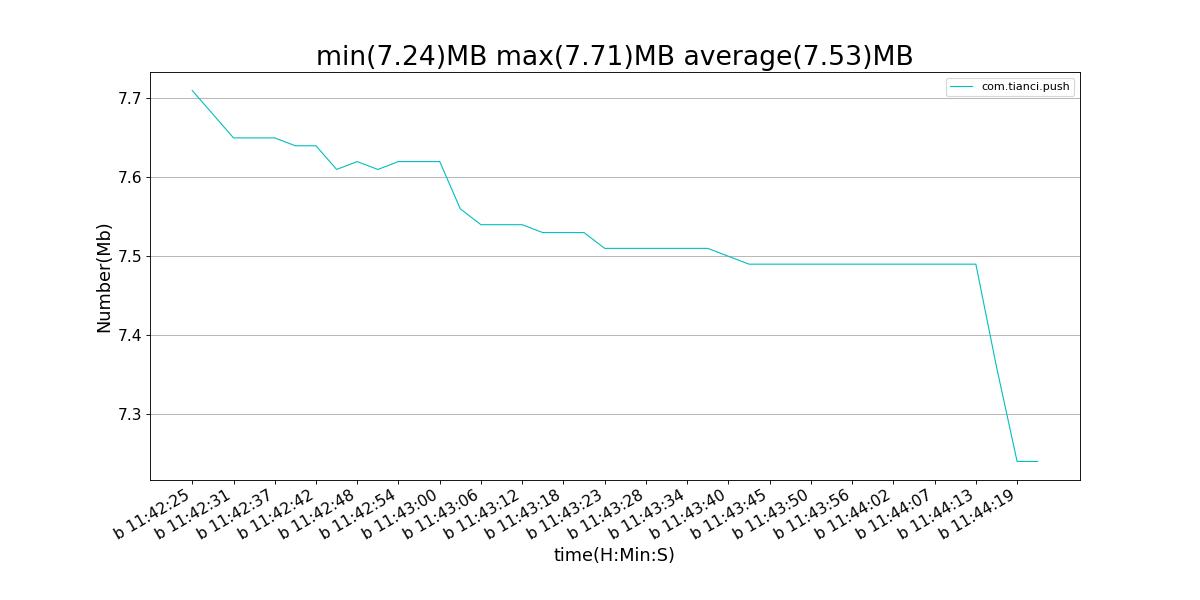 min(7.24)MB max(7.71)MB average(7.53)MB
com.tianci.push
Number(Mb)
7.7
7.6
7.5
7.4
7.3
b 11:42:25
b 11:42:31
b 11:42:37
b 11:42:42
b 11:42:48
b 11:42:54
b 11:43:00
b 11:43:06
b 11:43:12
b 11:43:18
b 11:43:23
b 11:43:28
b 11:43:34
b 11:43:40
b 11:43:45
b 11:43:50
b 11:43:56
b 11:44:02
b 11:44:07
b 11:44:13
b 11:44:19
time(H:Min:S)